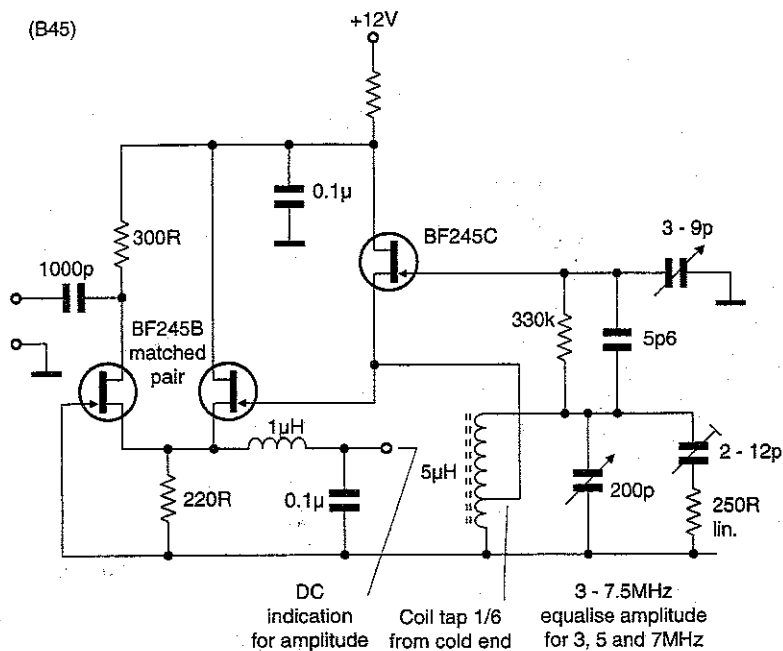 (B45)
+12V
0.1µ
300R
BF245C
3 - 9p
1000p
330k
5p6
BF245B
matched
pair
1µH
5µH
2 - 12p
220R
0.1µ
200p
250R
lin.
DC
indication
for amplitude
Coil tap 1/6
from cold end
3 - 7.5MHz
equalise amplitude
for 3, 5 and 7MHz